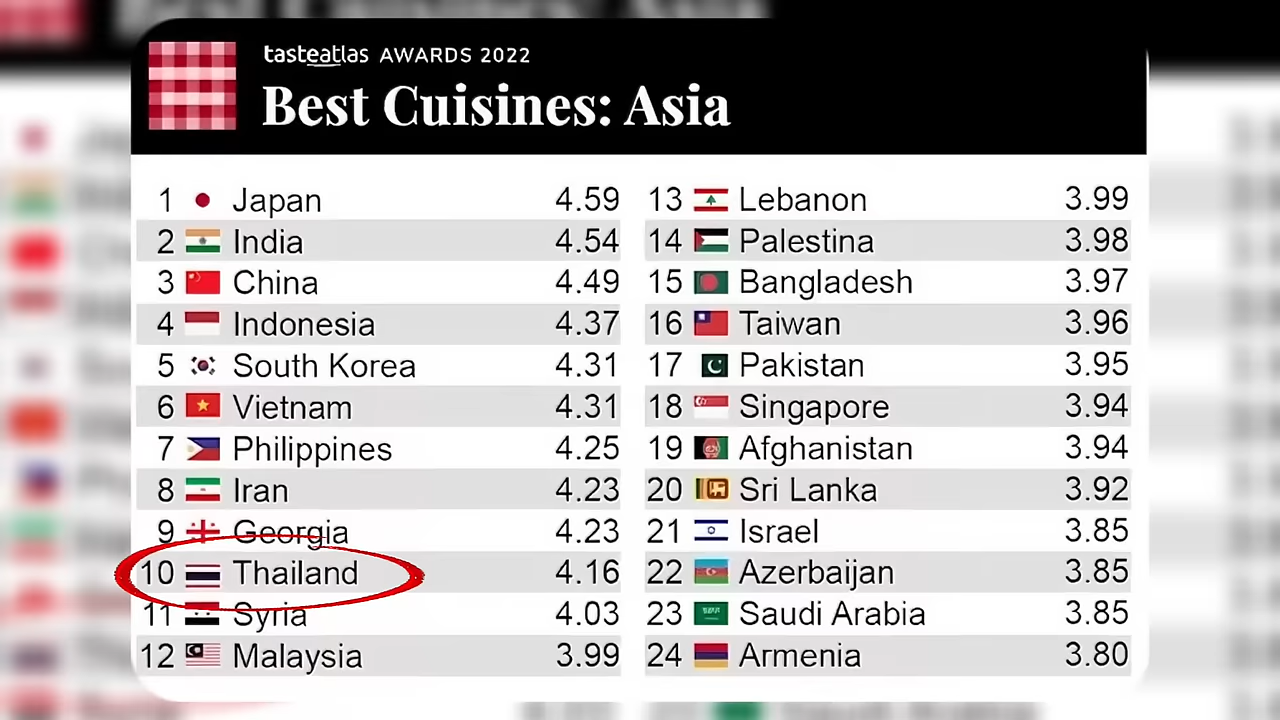 tasteatlas AWARDS 2022
Best Cuisines: Asia
1 Japan 4.59
2 India 4.54
3 China 4.49
4 Indonesia 4.37
5 South Korea 4.31
6 Vietnam 4.31
7 Philippines 4.25
8 Iran 4.23
9 Georgia 4.23
10 Thailand 4.16
11 Syria 4.03
12 Malaysia 3.99
13 Lebanon 3.99
14 Palestina 3.98
15 Bangladesh 3.97
16 Taiwan 3.96
17 Pakistan 3.95
18 Singapore 3.94
19 Afghanistan 3.94
20 Sri Lanka 3.92
21 Israel 3.85
22 Azerbaijan 3.85
23 Saudi Arabia 3.85
24 Armenia 3.80